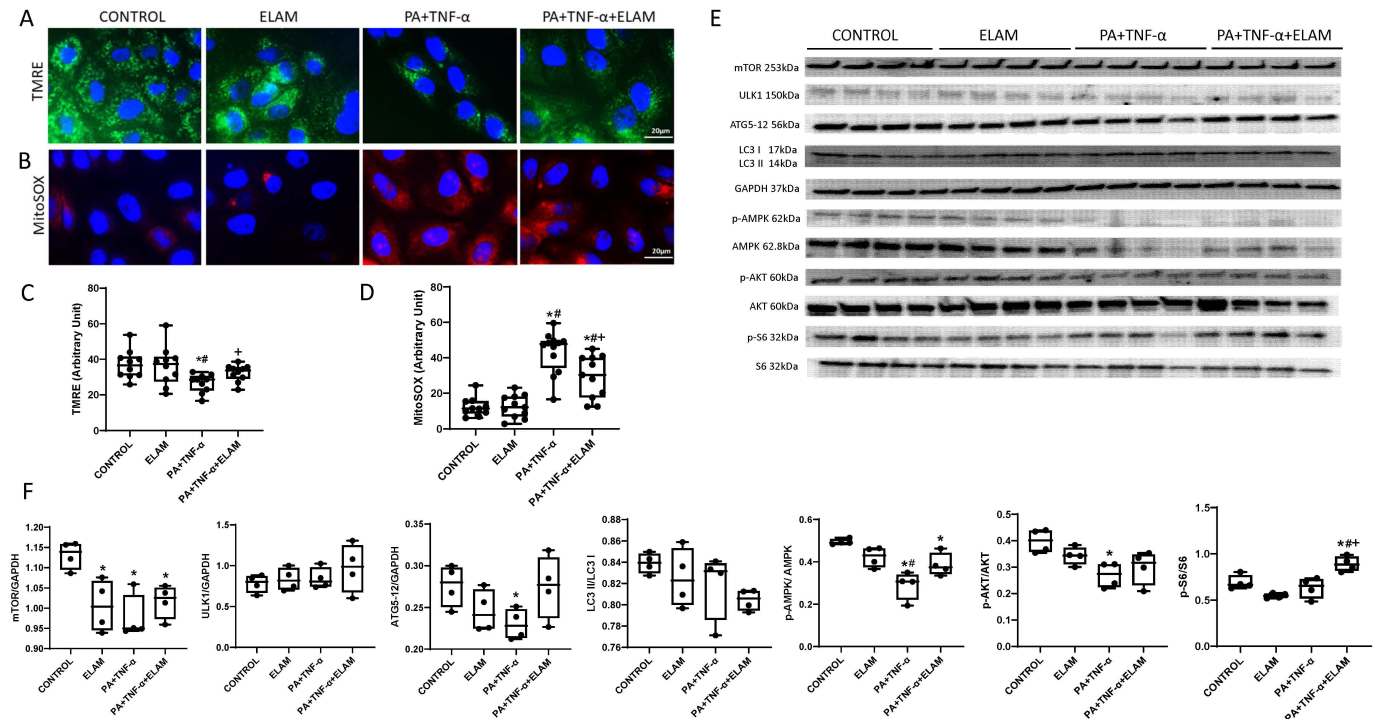 A
CONTROL
ELAM
PA+TNF-α
PA+TNF-α+ELAM
TMRE
20μm
B
MitoSOX
20μm
C
TMRE (Arbitrary Unit)
80
60
40
20
0
*#
+
CONTROL
ELAM
PA+TNF-α
PA+TNF-α+ELAM
D
MitoSOX (Arbitrary Unit)
80
60
40
20
0
*#
*#+
CONTROL
ELAM
PA+TNF-α
PA+TNF-α+ELAM
E
CONTROL
ELAM
PA+TNF-α
PA+TNF-α+ELAM
mTOR 253kDa
ULK1 150kDa
ATG5-12 56kDa
LC3 I 17kDa
LC3 II 14kDa
GAPDH 37kDa
p-AMPK 62kDa
AMPK 62.8kDa
p-AKT 60kDa
AKT 60kDa
p-S6 32kDa
S6 32kDa
F
mTOR/GAPDH
1.20
1.15
1.10
1.05
1.00
0.95
0.90
*
*
*
CONTROL
ELAM
PA+TNF-α
PA+TNF-α+ELAM
ULK1/GAPDH
1.5
1.0
0.5
0.0
CONTROL
ELAM
PA+TNF-α
PA+TNF-α+ELAM
ATG5-12/GAPDH
0.35
0.30
0.25
0.20
*
CONTROL
ELAM
PA+TNF-α
PA+TNF-α+ELAM
LC3 II/LC3 I
0.88
0.84
0.80
0.76
CONTROL
ELAM
PA+TNF-α
PA+TNF-α+ELAM
p-AMPK/ AMPK
0.6
0.4
0.2
0.0
*#
*
CONTROL
ELAM
PA+TNF-α
PA+TNF-α+ELAM
p-AKT/AKT
0.5
0.4
0.3
0.2
0.1
0.0
*
CONTROL
ELAM
PA+TNF-α
PA+TNF-α+ELAM
p-S6/S6
1.5
1.0
0.5
0.0
*#+
CONTROL
ELAM
PA+TNF-α
PA+TNF-α+ELAM